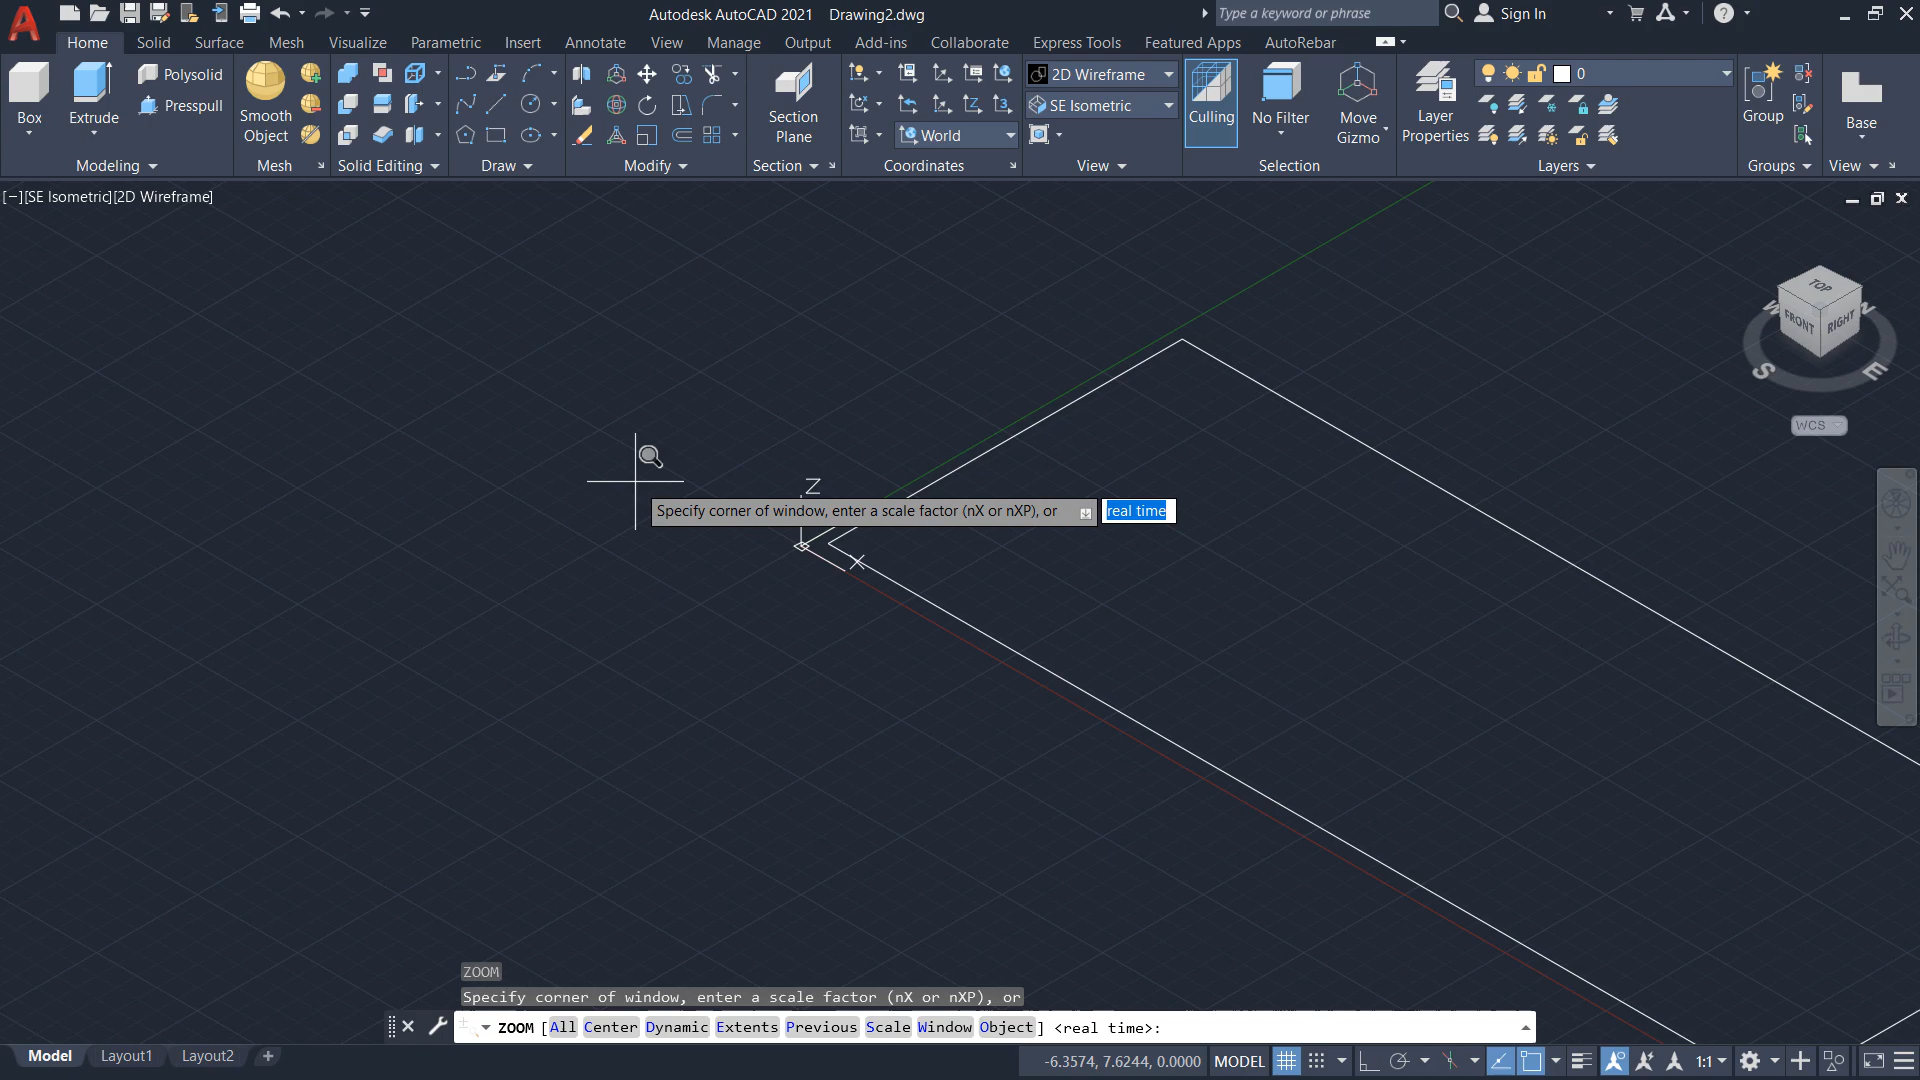 Autodesk AutoCAD 2021 Drawing2.dwg
Type a keyword or phrase
Sign In
Home Solid Surface Mesh Visualize Parametric Insert Annotate View Manage Output Add-ins Collaborate Express Tools Featured Apps AutoRebar
Box
Extrude
Polysolid
Presspull
Smooth
Object
Section
Plane
World
2D Wireframe
SE Isometric
Culling
No Filter
Move
Gizmo
Layer
Properties
0
Group
Base
Modeling
Mesh
Solid Editing
Draw
Modify
Section
Coordinates
View
Selection
Layers
Groups
View
[−][SE Isometric][2D Wireframe]
TOP
FRONT
RIGHT
W
N
S
E
WCS
Z
X
Specify corner of window, enter a scale factor (nX or nXP), or real time
ZOOM
Specify corner of window, enter a scale factor (nX or nXP), or
ZOOM [All Center Dynamic Extents Previous Scale Window Object] <real time>:
Model Layout1 Layout2
-6.3574, 7.6244, 0.0000 MODEL
1:1